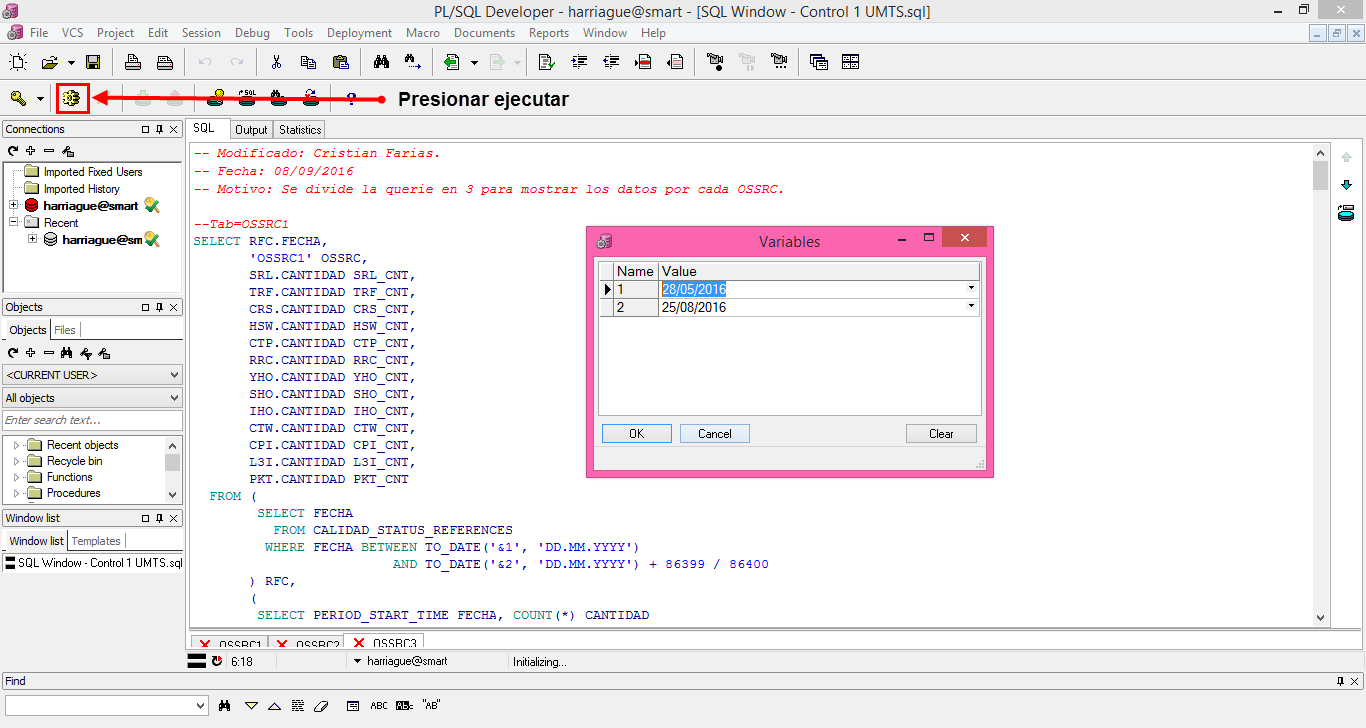 PL/SQL Developer - harriague@smart - [SQL Window - Control 1 UMTS.sql]
File VCS Project Edit Session Debug Tools Deployment Macro Documents Reports Window Help
Presionar ejecutar
Connections
Imported Fixed Users
Imported History
harriague@smart
Recent
harriague@sm
Objects
Objects Files
<CURRENT USER>
All objects
Enter search text...
Recent objects
Recycle bin
Functions
Procedures
Window list
Window list Templates
SQL Window - Control 1 UMTS.sql
SQL Output Statistics
-- Modificado: Cristian Farias.
-- Fecha: 08/09/2016
-- Motivo: Se divide la querie en 3 para mostrar los datos por cada OSSRC.
--Tab=OSSRC1
SELECT RFC.FECHA,
'OSSRC1' OSSRC,
SRL.CANTIDAD SRL_CNT,
TRF.CANTIDAD TRF_CNT,
CRS.CANTIDAD CRS_CNT,
HSW.CANTIDAD HSW_CNT,
CTP.CANTIDAD CTP_CNT,
RRC.CANTIDAD RRC_CNT,
YHO.CANTIDAD YHO_CNT,
SHO.CANTIDAD SHO_CNT,
IHO.CANTIDAD IHO_CNT,
CTW.CANTIDAD CTW_CNT,
CPI.CANTIDAD CPI_CNT,
L3I.CANTIDAD L3I_CNT,
PKT.CANTIDAD PKT_CNT
FROM (
SELECT FECHA
FROM CALIDAD_STATUS_REFERENCES
WHERE FECHA BETWEEN TO_DATE('&1', 'DD.MM.YYYY')
AND TO_DATE('&2', 'DD.MM.YYYY') + 86399 / 86400
) RFC,
(
SELECT PERIOD_START_TIME FECHA, COUNT(*) CANTIDAD
Variables
Name Value
1 28/05/2016
2 25/08/2016
OK Cancel Clear
OSSRC1 OSSRC2 OSSRC3
6:18 harriague@smart Initializing...
Find
ABC "AB"